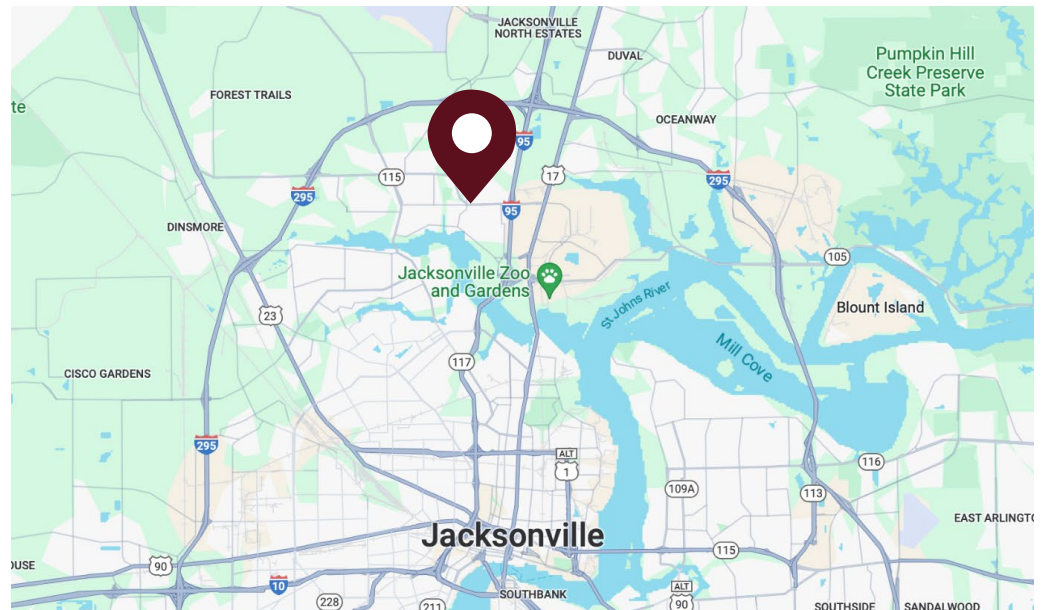 JACKSONVILLE
NORTH ESTATES
DUVAL
Pumpkin Hill
Creek Preserve
State Park
FOREST TRAILS
te
OCEANWAY
95
115
17
295
295
95
DINSMORE
105
Jacksonville Zoo
and Gardens
St Johns River
Blount Island
23
Mill Cove
117
CISCO GARDENS
295
ALT
1
116
109A
113
EAST ARLINGTO
Jacksonville
115
90
OUSE
10
ALT
90
SOUTHBANK
228
211
SOUTHSIDE
SANDALWOOD